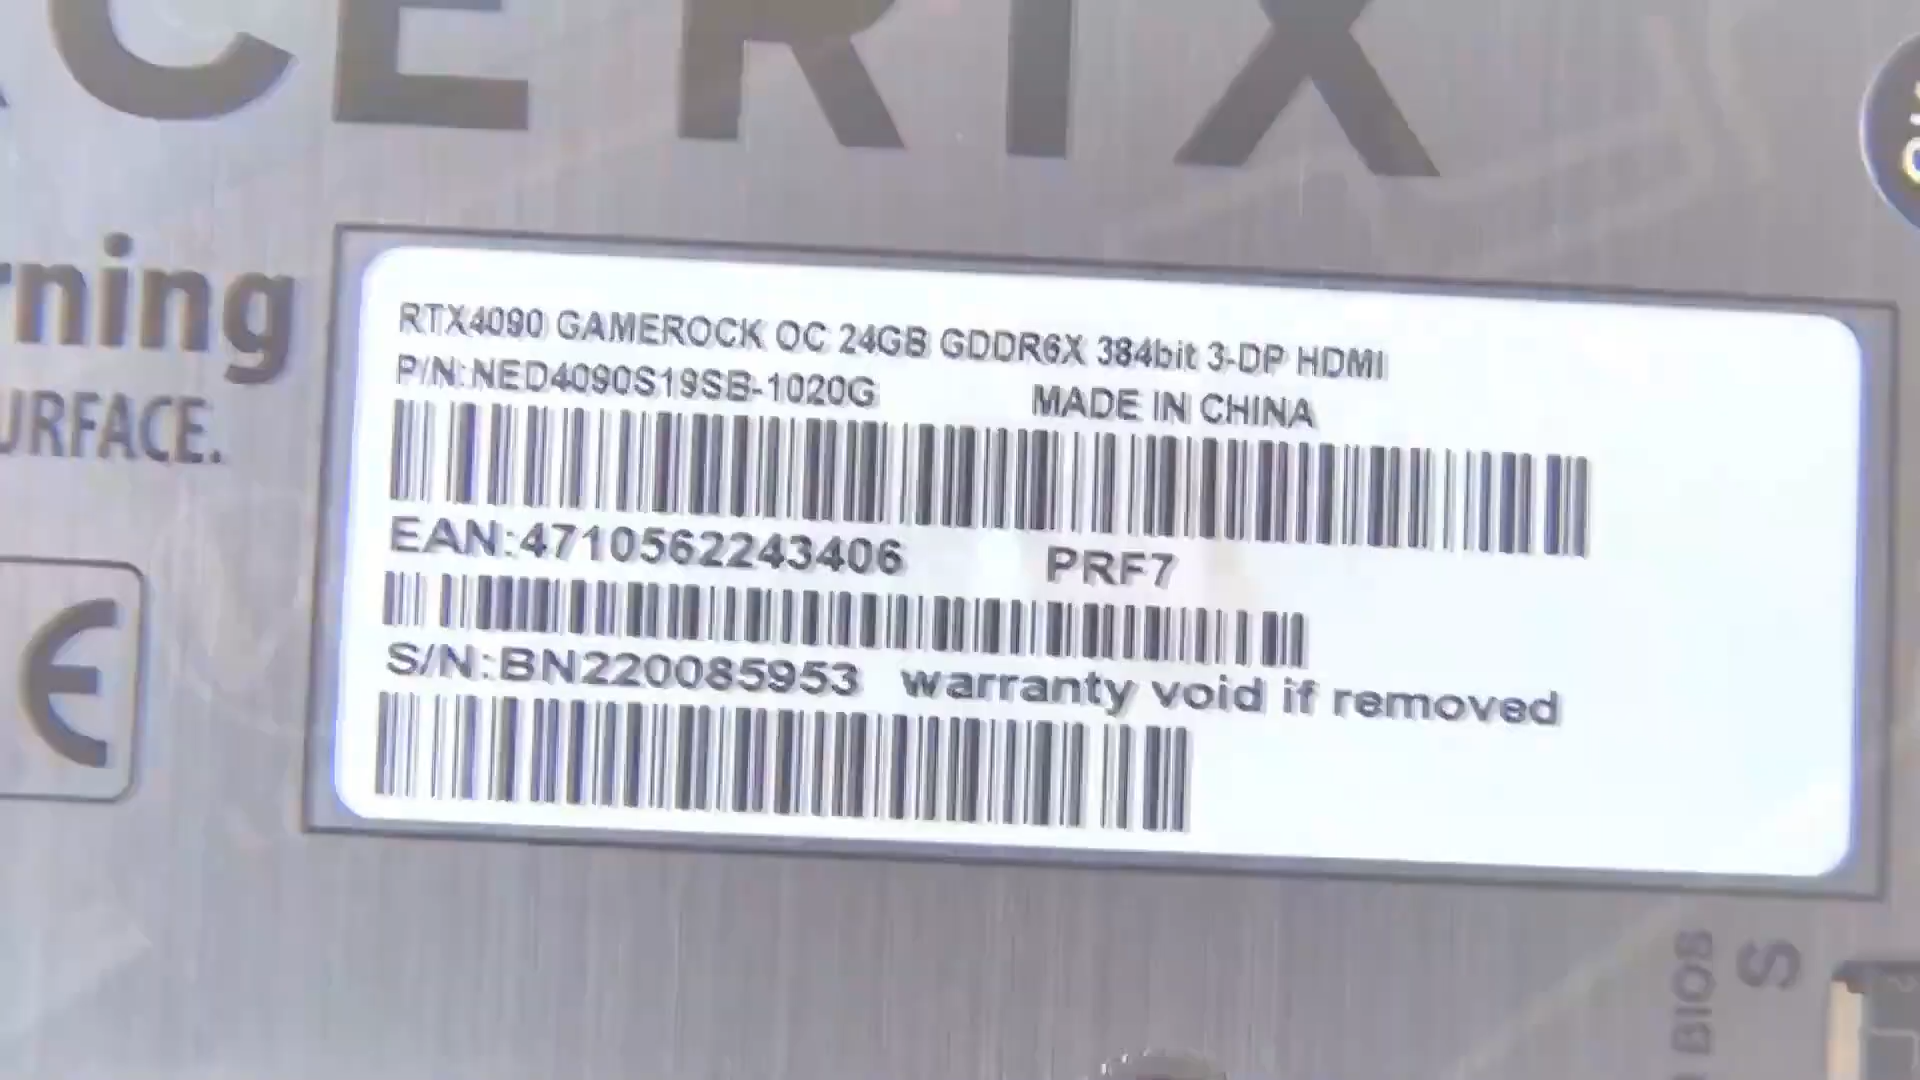 CE RTX
rning
URFACE.
RTX4090 GAMEROCK OC 24GB GDDR6X 384bit 3-DP HDMI
P/N:NED4090S19SB-1020G MADE IN CHINA
EAN:4710562243406 PRF7
S/N:BN220085953 warranty void if removed
CE
BIOS
S